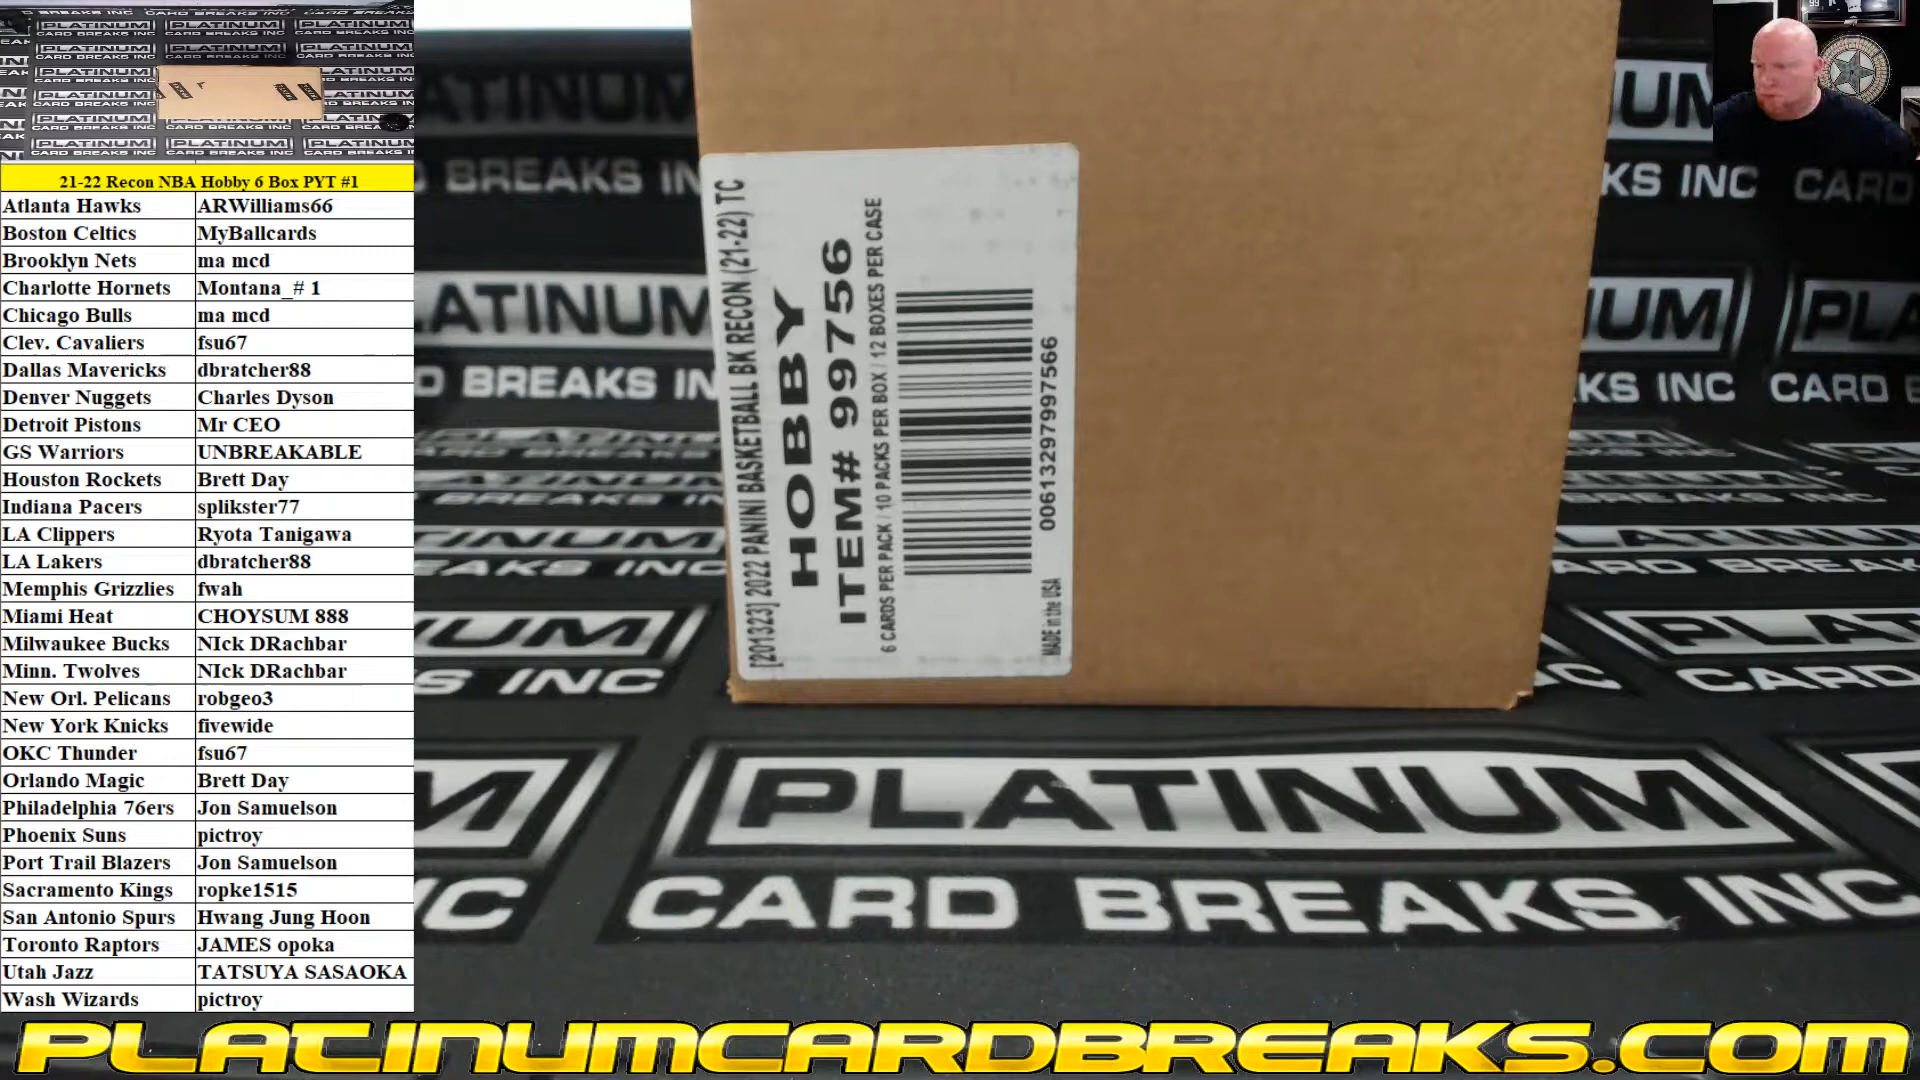 21-22 Recon NBA Hobby 6 Box PYT #1
Atlanta Hawks ARWilliams66
Boston Celtics MyBallcards
Brooklyn Nets ma mcd
Charlotte Hornets Montana_# 1
Chicago Bulls ma mcd
Clev. Cavaliers fsu67
Dallas Mavericks dbratcher88
Denver Nuggets Charles Dyson
Detroit Pistons Mr CEO
GS Warriors UNBREAKABLE
Houston Rockets Brett Day
Indiana Pacers splikster77
LA Clippers Ryota Tanigawa
LA Lakers dbratcher88
Memphis Grizzlies fwah
Miami Heat CHOYSUM 888
Milwaukee Bucks NIck DRachbar
Minn. Twolves NIck DRachbar
New Orl. Pelicans robgeo3
New York Knicks fivewide
OKC Thunder fsu67
Orlando Magic Brett Day
Philadelphia 76ers Jon Samuelson
Phoenix Suns pictroy
Port Trail Blazers Jon Samuelson
Sacramento Kings ropke1515
San Antonio Spurs Hwang Jung Hoon
Toronto Raptors JAMES opoka
Utah Jazz TATSUYA SASAOKA
Wash Wizards pictroy
[201323] 2022 PANINI BASKETBALL BK RECON (21-22) TC
HOBBY
ITEM# 99756
6 CARDS PER PACK / 10 PACKS PER BOX / 12 BOXES PER CASE
00613297997566
MADE in the USA
PLATINUM
CARD BREAKS INC
PLATINUMCARDBREAKS.COM